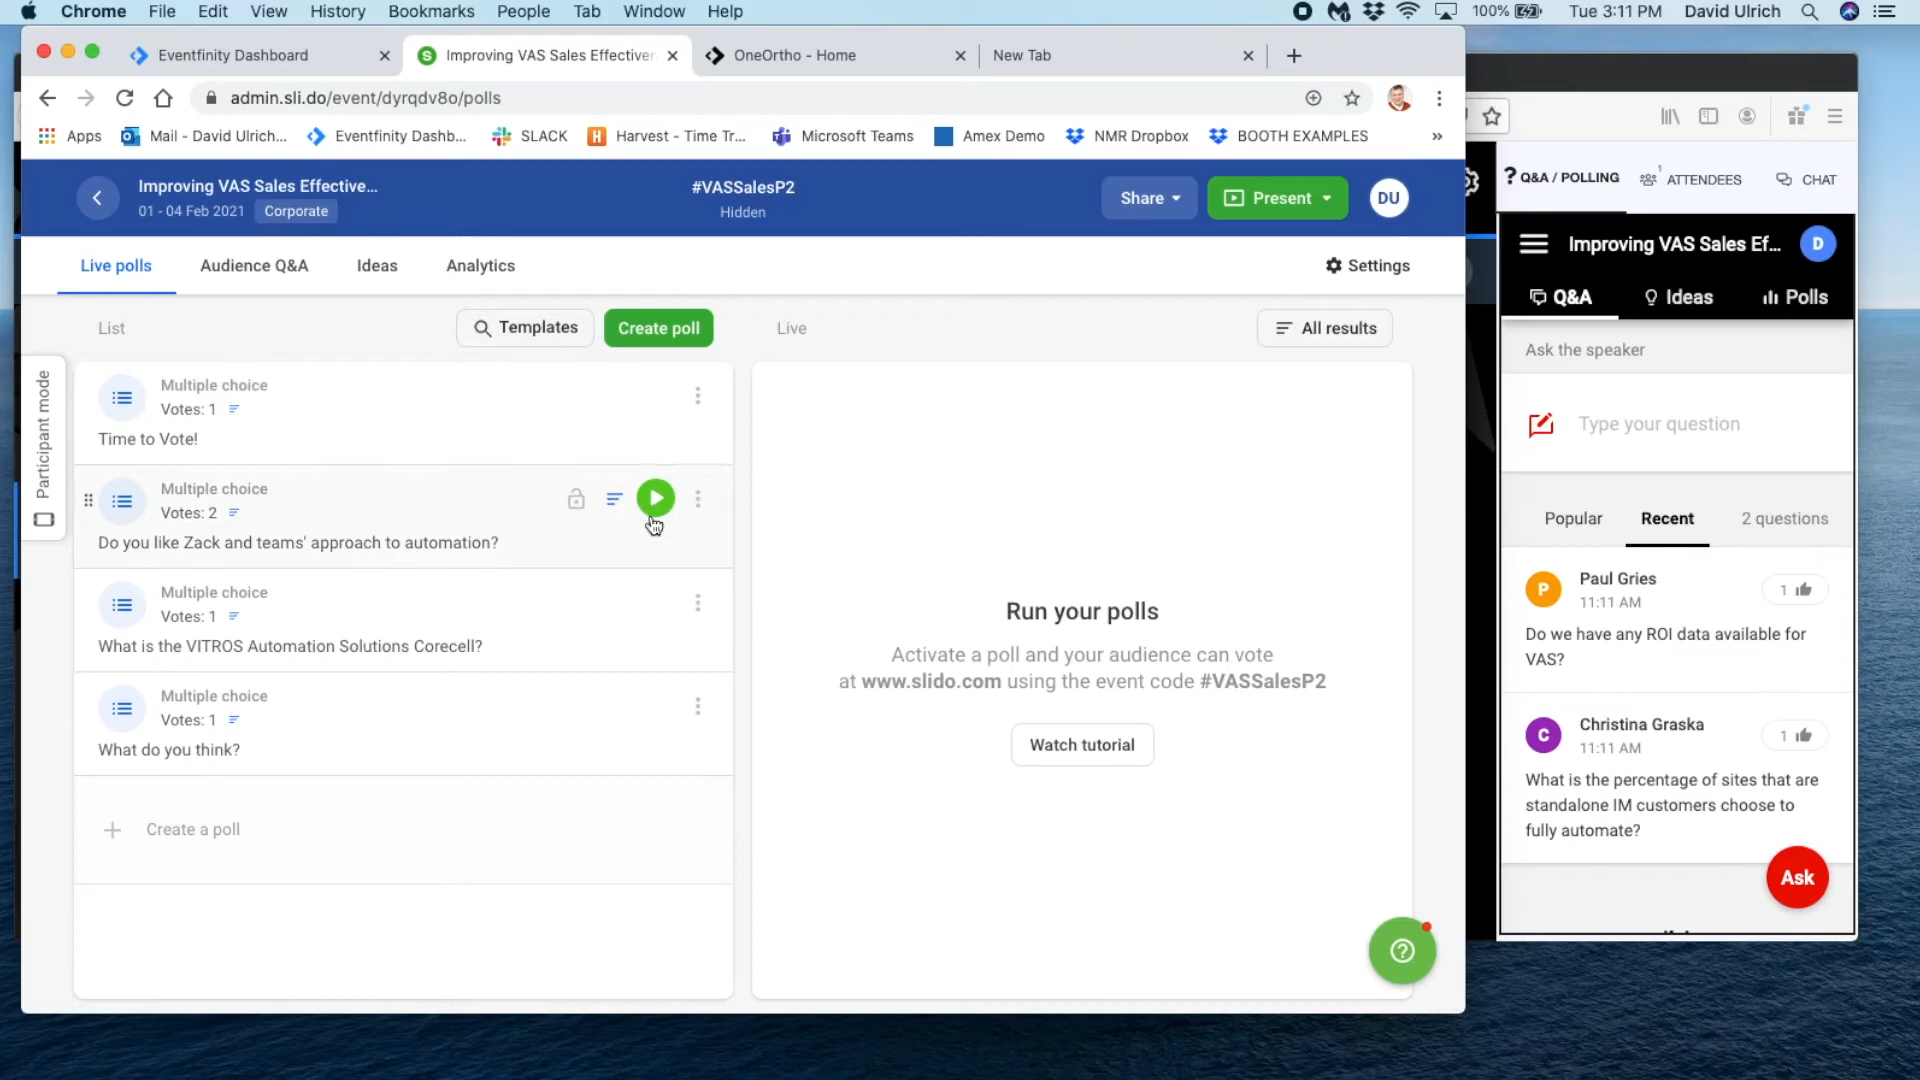 Chrome File Edit View History Bookmarks People Tab Window Help 100% Tue 3:11 PM David Ulrich
Eventfinity Dashboard Improving VAS Sales Effectiven OneOrtho - Home New Tab
admin.sli.do/event/dyrqdv8o/polls
Apps Mail - David Ulrich... Eventfinity Dashb... SLACK Harvest - Time Tr... Microsoft Teams Amex Demo NMR Dropbox BOOTH EXAMPLES »
Improving VAS Sales Effective...
01 - 04 Feb 2021 Corporate
#VASSalesP2
Hidden
Share Present DU
Live polls Audience Q&A Ideas Analytics Settings
List Templates Create poll Live All results
Participant mode
Multiple choice
Votes: 1
Time to Vote!
Multiple choice
Votes: 2
Do you like Zack and teams' approach to automation?
Multiple choice
Votes: 1
What is the VITROS Automation Solutions Corecell?
Multiple choice
Votes: 1
What do you think?
Create a poll
Run your polls
Activate a poll and your audience can vote
at www.slido.com using the event code #VASSalesP2
Watch tutorial
? Q&A / POLLING 1 ATTENDEES CHAT
Improving VAS Sales Ef... D
Q&A Ideas Polls
Ask the speaker
Type your question
Popular Recent 2 questions
P Paul Gries 1
11:11 AM
Do we have any ROI data available for
VAS?
C Christina Graska 1
11:11 AM
What is the percentage of sites that are
standalone IM customers choose to
fully automate?
Ask